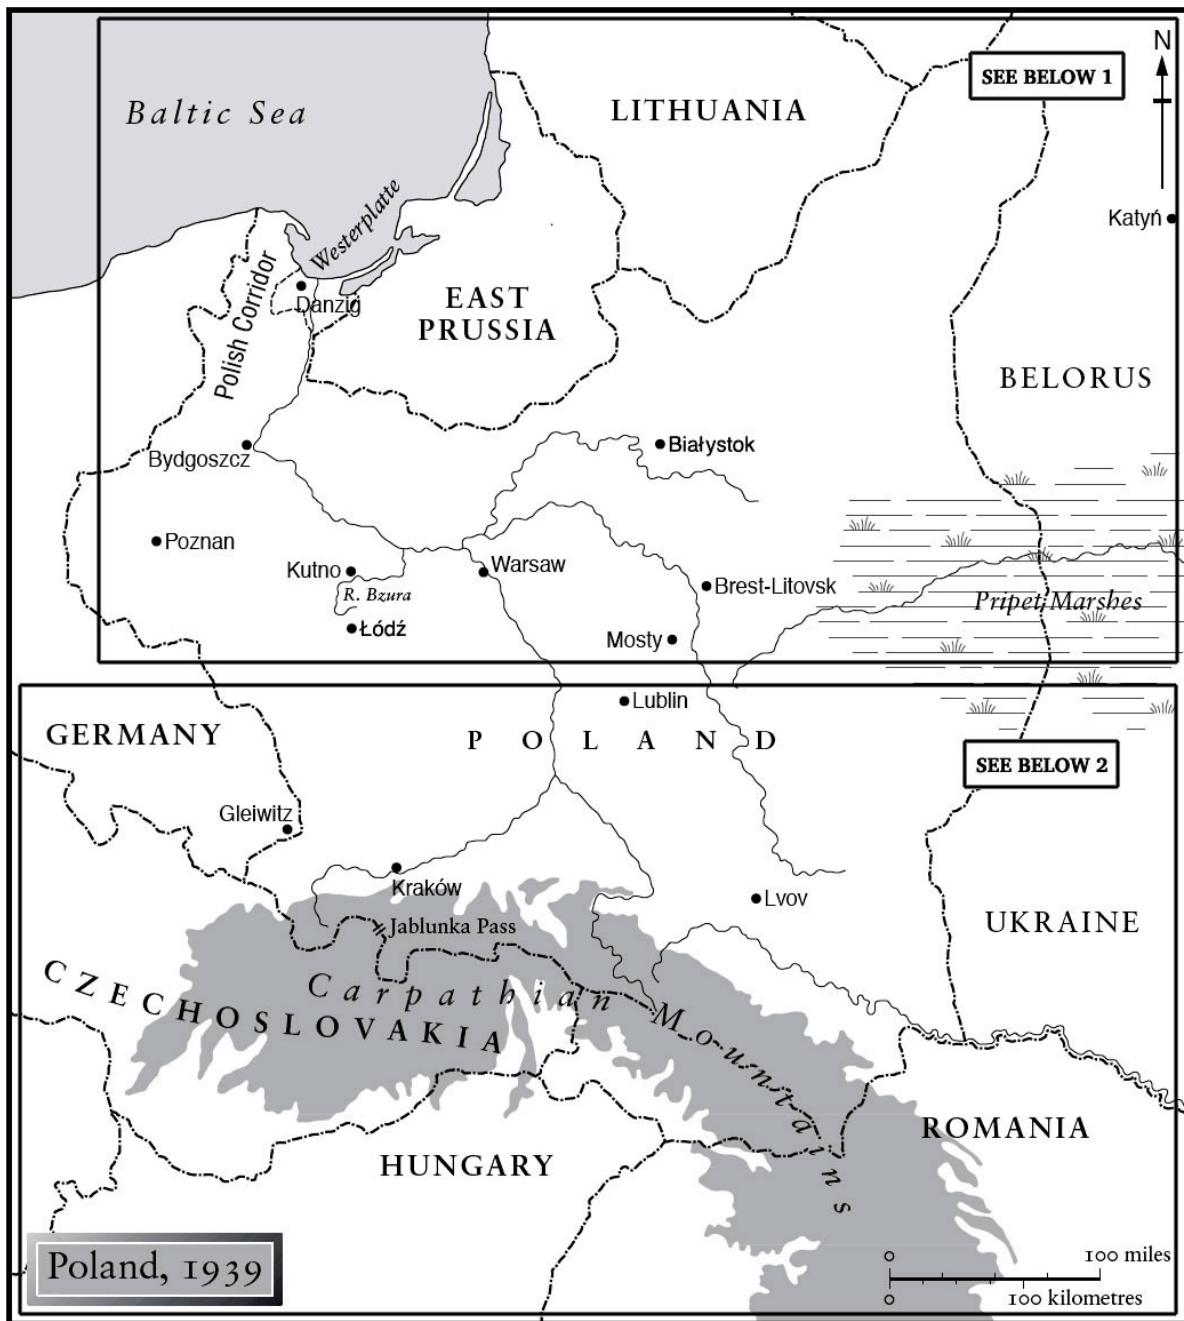 N
SEE BELOW 1
Baltic Sea
LITHUANIA
Katyń
Westerplatte
Polish Corridor
Danzig
EAST
PRUSSIA
BELORUS
Białystok
Bydgoszcz
Poznan
Kutno
Warsaw
R. Bzura
Brest-Litovsk
Pripet Marshes
Łódź
Mosty
Lublin
GERMANY
POLAND
SEE BELOW 2
Gleiwitz
Kraków
Lvov
Jablunka Pass
UKRAINE
CZECHOSLOVAKIA
Carpathian Mountains
ROMANIA
HUNGARY
Poland, 1939
0 100 miles
0 100 kilometres